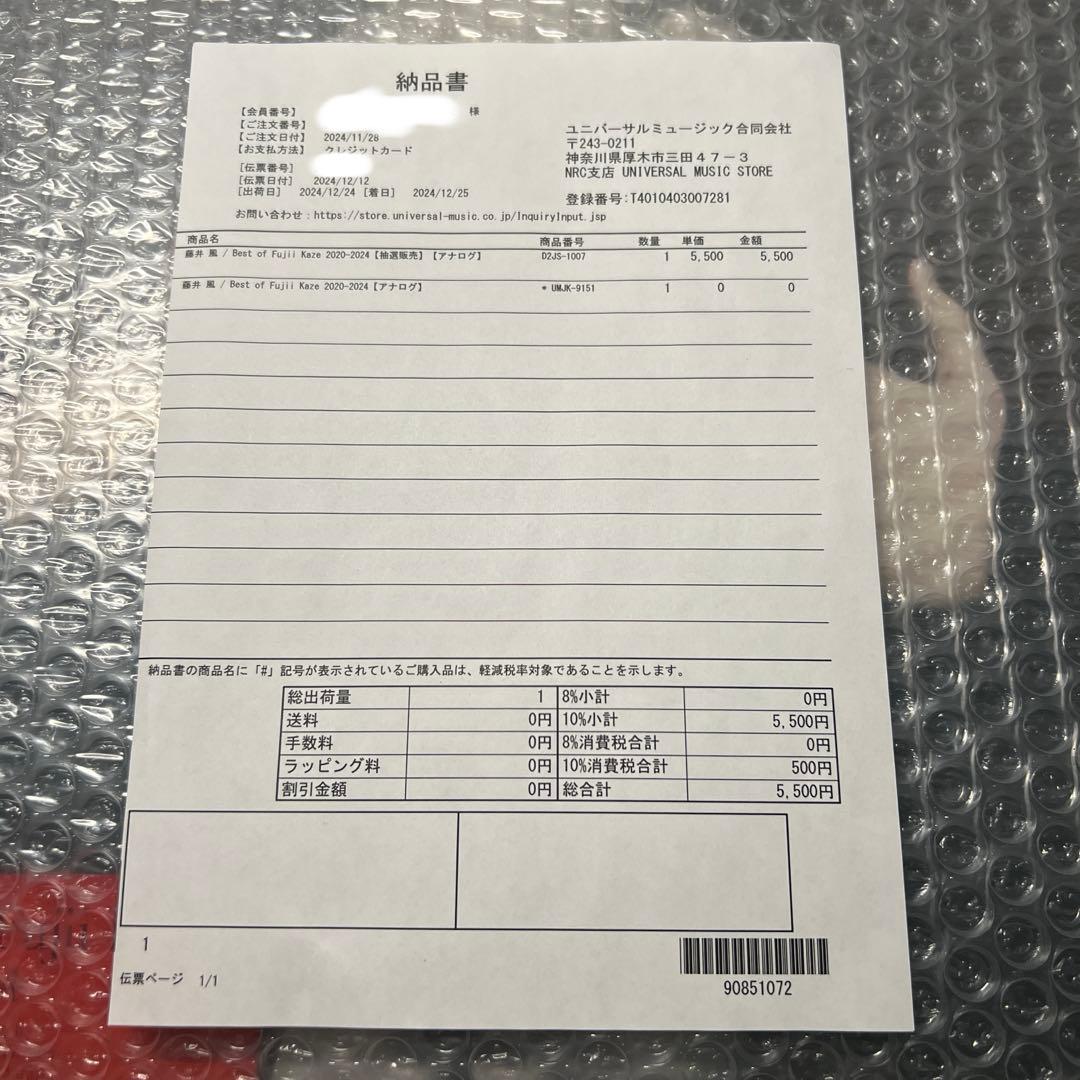 納品書
【会員番号】 様
【ご注文番号】
【ご注文日付】 2024/11/28
【お支払方法】 クレジットカード
[伝票番号]
[伝票日付] 2024/12/12
[出荷日] 2024/12/24 [着日] 2024/12/25
ユニバーサルミュージック合同会社
〒243-0211
神奈川県厚木市三田47-3
NRC支店 UNIVERSAL MUSIC STORE
登録番号:T4010403007281
お問い合わせ:https://store.universal-music.co.jp/InquiryInput.jsp
商品名 商品番号 数量 単価 金額
藤井 風 / Best of Fujii Kaze 2020-2024【抽選販売】【アナログ】 D2JS-1007 1 5,500 5,500
藤井 風 / Best of Fujii Kaze 2020-2024【アナログ】 * UMJK-9151 1 0 0
納品書の商品名に「#」記号が表示されているご購入品は、軽減税率対象であることを示します。
総出荷量 1 8%小計 0円
送料 0円 10%小計 5,500円
手数料 0円 8%消費税合計 0円
ラッピング料 0円 10%消費税合計 500円
割引金額 0円 総合計 5,500円
1
伝票ページ 1/1
90851072